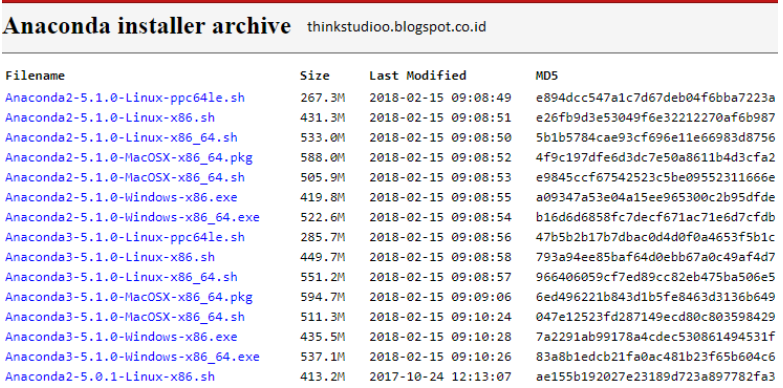 Anaconda installer archive thinkstudioo.blogspot.co.id
Filename Size Last Modified MD5
Anaconda2-5.1.0-Linux-ppc64le.sh 267.3M 2018-02-15 09:08:49 e894dcc547a1c7d67deb04f6bba7223a
Anaconda2-5.1.0-Linux-x86.sh 431.3M 2018-02-15 09:08:51 e26fb9d3e53049f6e32212270af6b987
Anaconda2-5.1.0-Linux-x86_64.sh 533.0M 2018-02-15 09:08:50 5b1b5784cae93cf696e11e66983d8756
Anaconda2-5.1.0-MacOSX-x86_64.pkg 588.0M 2018-02-15 09:08:52 4f9c197dfe6d3dc7e50a8611b4d3cfa2
Anaconda2-5.1.0-MacOSX-x86_64.sh 505.9M 2018-02-15 09:08:53 e9845ccf67542523c5be09552311666e
Anaconda2-5.1.0-Windows-x86.exe 419.8M 2018-02-15 09:08:55 a09347a53e04a15ee965300c2b95dfde
Anaconda2-5.1.0-Windows-x86_64.exe 522.6M 2018-02-15 09:08:54 b16d6d6858fc7decf671ac71e6d7cfdb
Anaconda3-5.1.0-Linux-ppc64le.sh 285.7M 2018-02-15 09:08:56 47b5b2b17b7dbac0d4d0f0a4653f5b1c
Anaconda3-5.1.0-Linux-x86.sh 449.7M 2018-02-15 09:08:58 793a94ee85baf64d0ebb67a0c49af4d7
Anaconda3-5.1.0-Linux-x86_64.sh 551.2M 2018-02-15 09:08:57 966406059cf7ed89cc82eb475ba506e5
Anaconda3-5.1.0-MacOSX-x86_64.pkg 594.7M 2018-02-15 09:09:06 6ed496221b843d1b5fe8463d3136b649
Anaconda3-5.1.0-MacOSX-x86_64.sh 511.3M 2018-02-15 09:10:24 047e12523fd287149ecd80c803598429
Anaconda3-5.1.0-Windows-x86.exe 435.5M 2018-02-15 09:10:28 7a2291ab99178a4cdec530861494531f
Anaconda3-5.1.0-Windows-x86_64.exe 537.1M 2018-02-15 09:10:26 83a8b1edcb21fa0ac481b23f65b604c6
Anaconda2-5.0.1-Linux-x86.sh 413.2M 2017-10-24 12:13:07 ae155b192027e23189d723a897782fa3